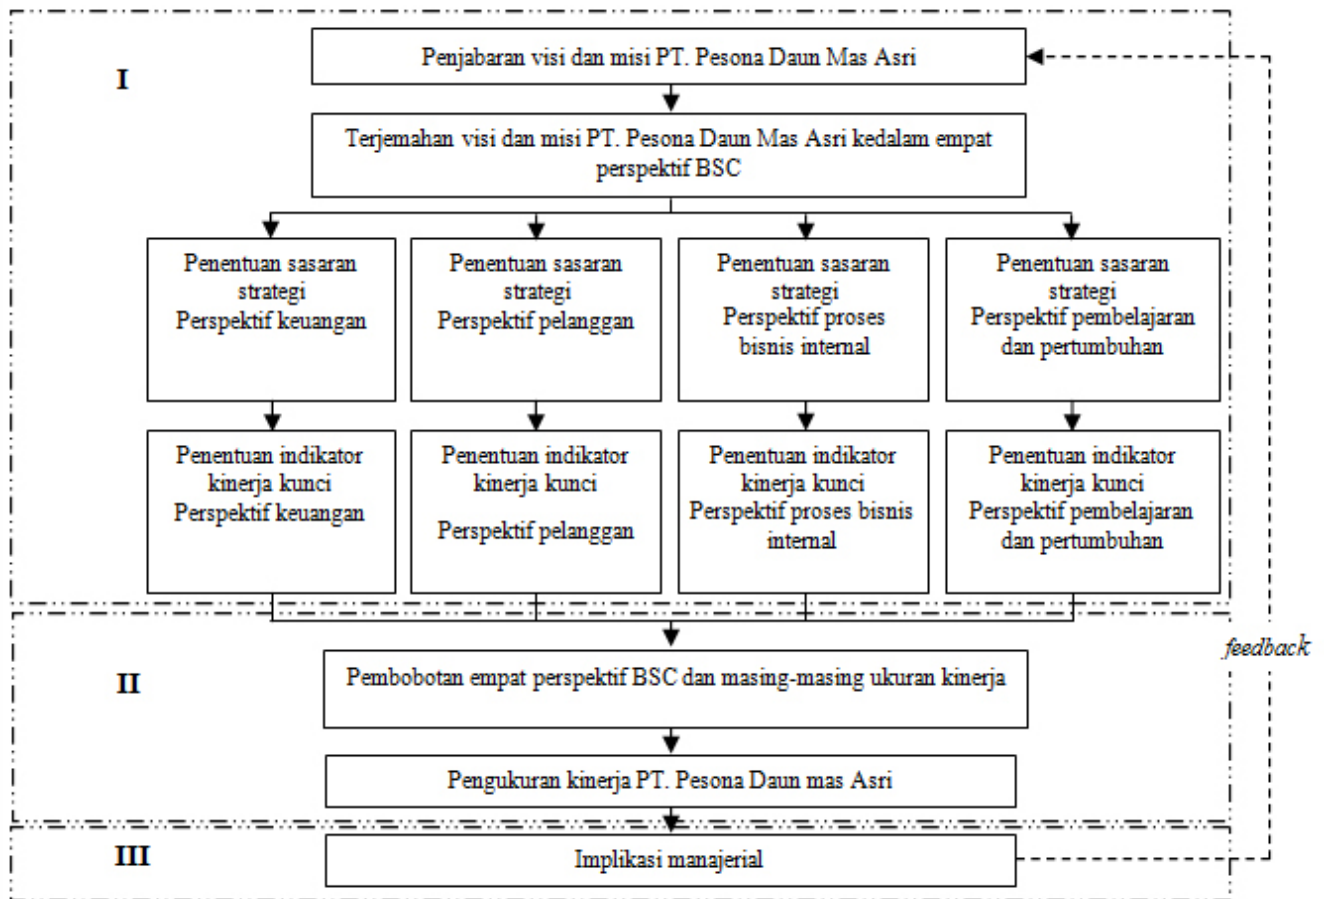 I
Penjabaran visi dan misi PT. Pesona Daun Mas Asri
Terjemahan visi dan misi PT. Pesona Daun Mas Asri kedalam empat
perspektif BSC
Penentuan sasaran
strategi
Perspektif keuangan
Penentuan sasaran
strategi
Perspektif pelanggan
Penentuan sasaran
strategi
Perspektif proses
bisnis internal
Penentuan sasaran
strategi
Perspektif pembelajaran
dan pertumbuhan
Penentuan indikator
kinerja kunci
Perspektif keuangan
Penentuan indikator
kinerja kunci
Perspektif pelanggan
Penentuan indikator
kinerja kunci
Perspektif proses bisnis
internal
Penentuan indikator
kinerja kunci
Perspektif pembelajaran
dan pertumbuhan
feedback
II
Pembobotan empat perspektif BSC dan masing-masing ukuran kinerja
Pengukuran kinerja PT. Pesona Daun mas Asri
III
Implikasi manajerial